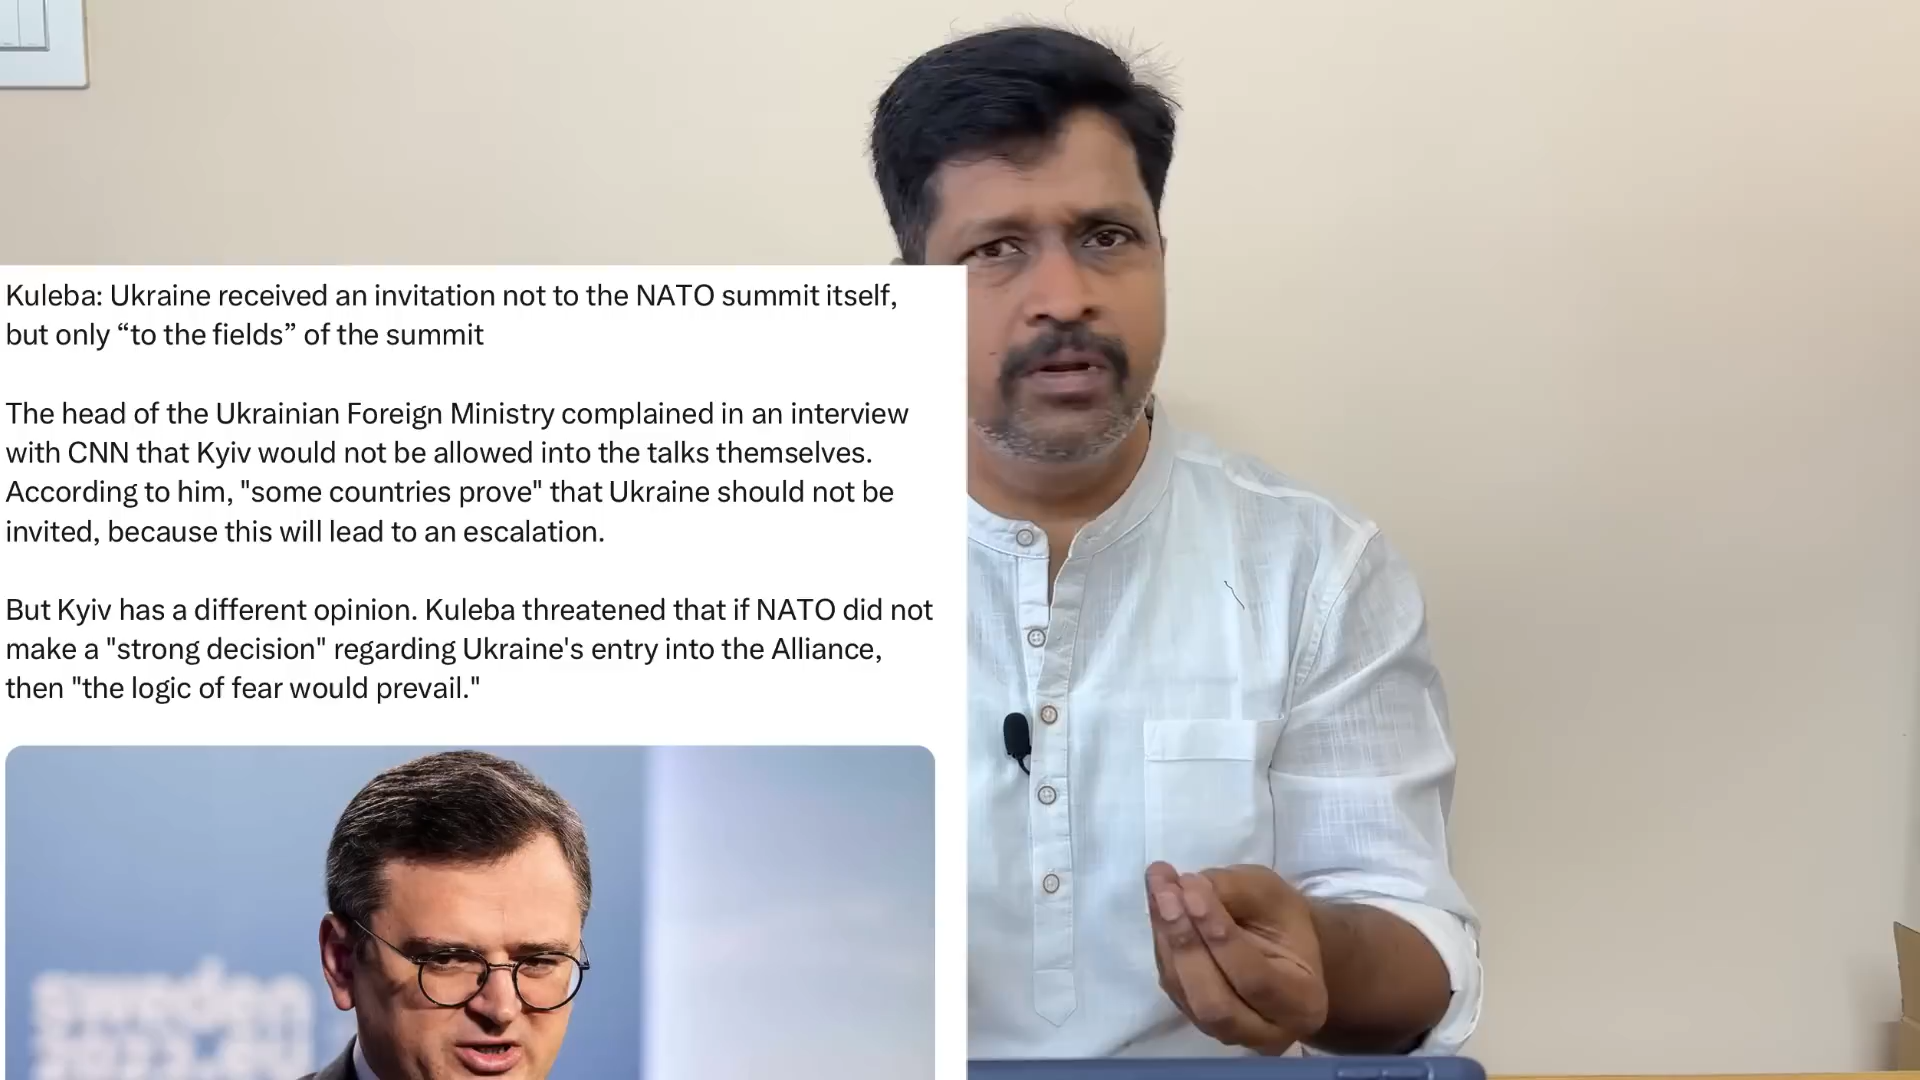 Kuleba: Ukraine received an invitation not to the NATO summit itself,
but only “to the fields” of the summit
The head of the Ukrainian Foreign Ministry complained in an interview
with CNN that Kyiv would not be allowed into the talks themselves.
According to him, "some countries prove" that Ukraine should not be
invited, because this will lead to an escalation.
But Kyiv has a different opinion. Kuleba threatened that if NATO did not
make a "strong decision" regarding Ukraine's entry into the Alliance,
then "the logic of fear would prevail."
sweden
2023.eu